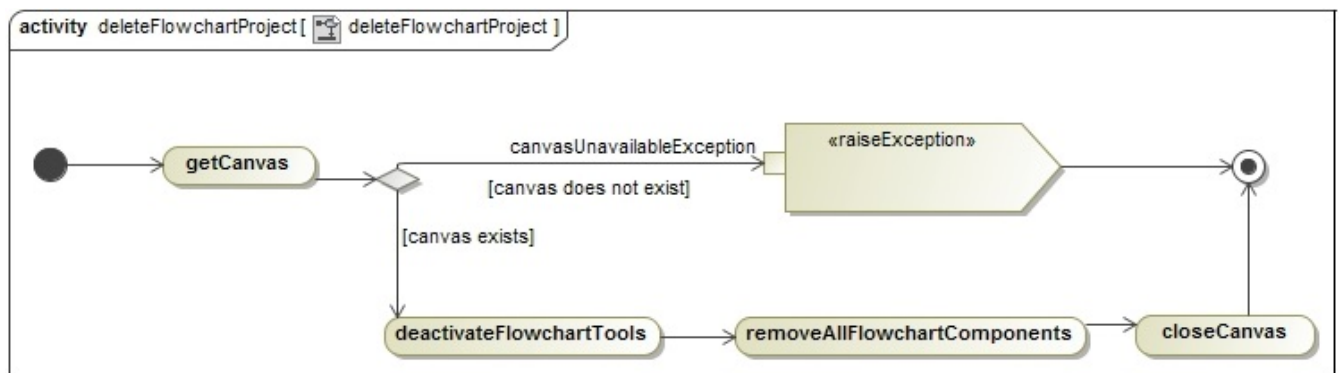 activity deleteFlowchartProject [ deleteFlowchartProject ]
canvasUnavailableException
«raiseException»
getCanvas
[canvas does not exist]
[canvas exists]
deactivateFlowchartTools
removeAllFlowchartComponents
closeCanvas